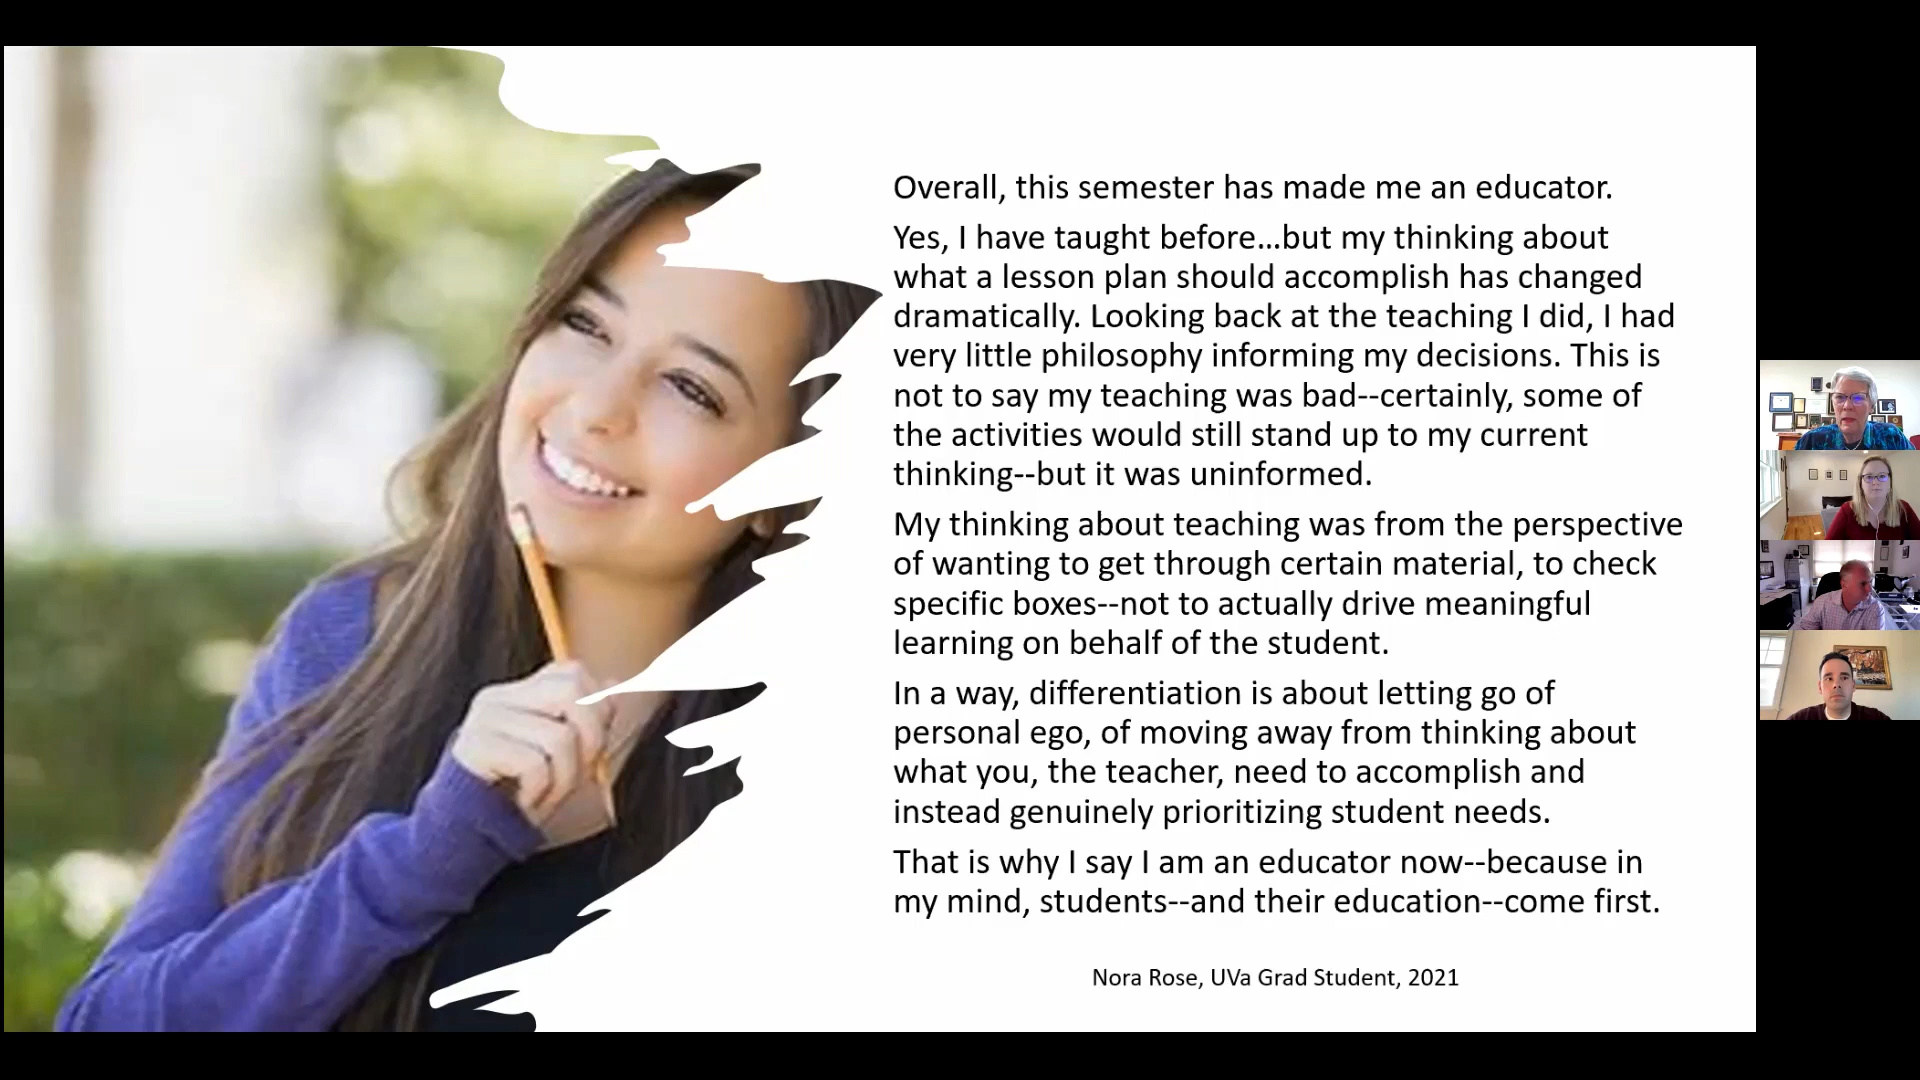 Overall, this semester has made me an educator.
Yes, I have taught before...but my thinking about
what a lesson plan should accomplish has changed
dramatically. Looking back at the teaching I did, I had
very little philosophy informing my decisions. This is
not to say my teaching was bad--certainly, some of
the activities would still stand up to my current
thinking--but it was uninformed.
My thinking about teaching was from the perspective
of wanting to get through certain material, to check
specific boxes--not to actually drive meaningful
learning on behalf of the student.
In a way, differentiation is about letting go of
personal ego, of moving away from thinking about
what you, the teacher, need to accomplish and
instead genuinely prioritizing student needs.
That is why I say I am an educator now--because in
my mind, students--and their education--come first.
Nora Rose, UVa Grad Student, 2021